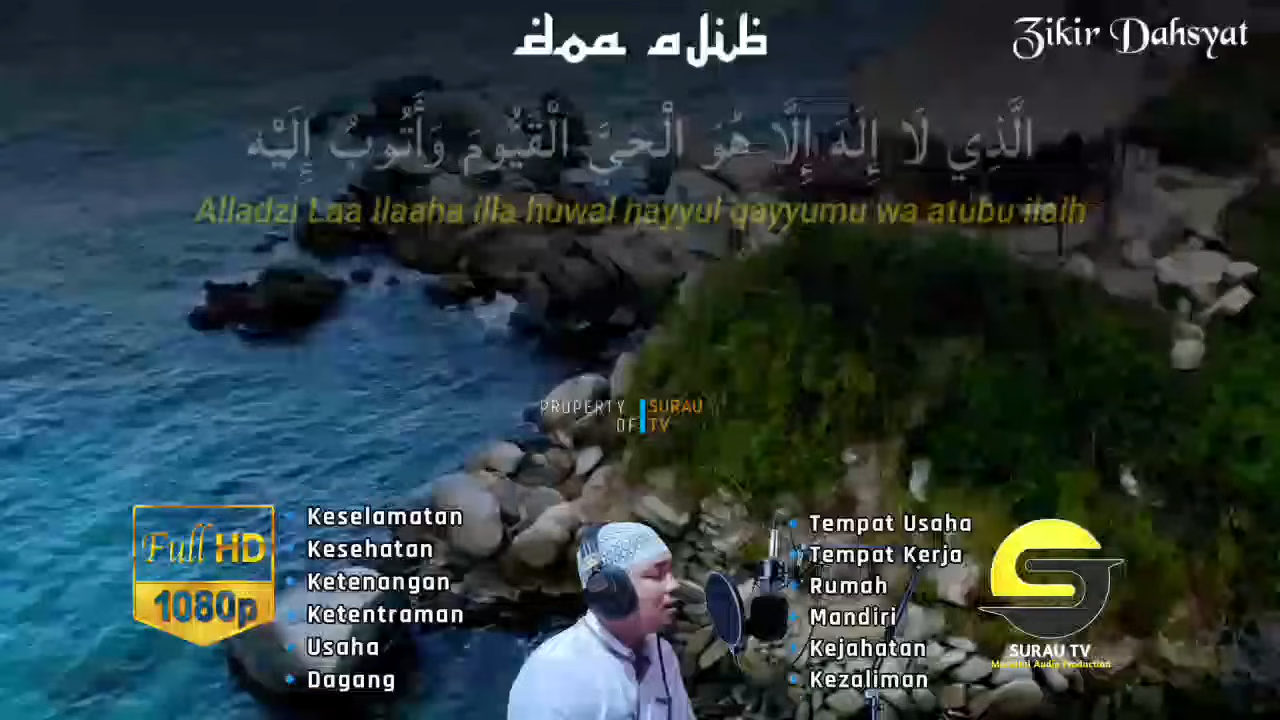 doa ajib
Zikir Dahsyat
الَّذِي لَا إِلَهَ إِلَّا هُوَ الْحَيَّ الْقَيُّومَ وَأَتُوبُ إِلَيْهِ
Alladzi Laa Ilaaha illa huwal hayyul qayyumu wa atubu ilaih
PROPERTY OF
SURAU TV
Full HD
1080p
Keselamatan
Kesehatan
Ketenangan
Ketentraman
Usaha
Dagang
Tempat Usaha
Tempat Kerja
Rumah
Mandiri
Kejahatan
Kezaliman
SURAU TV
Audio Production